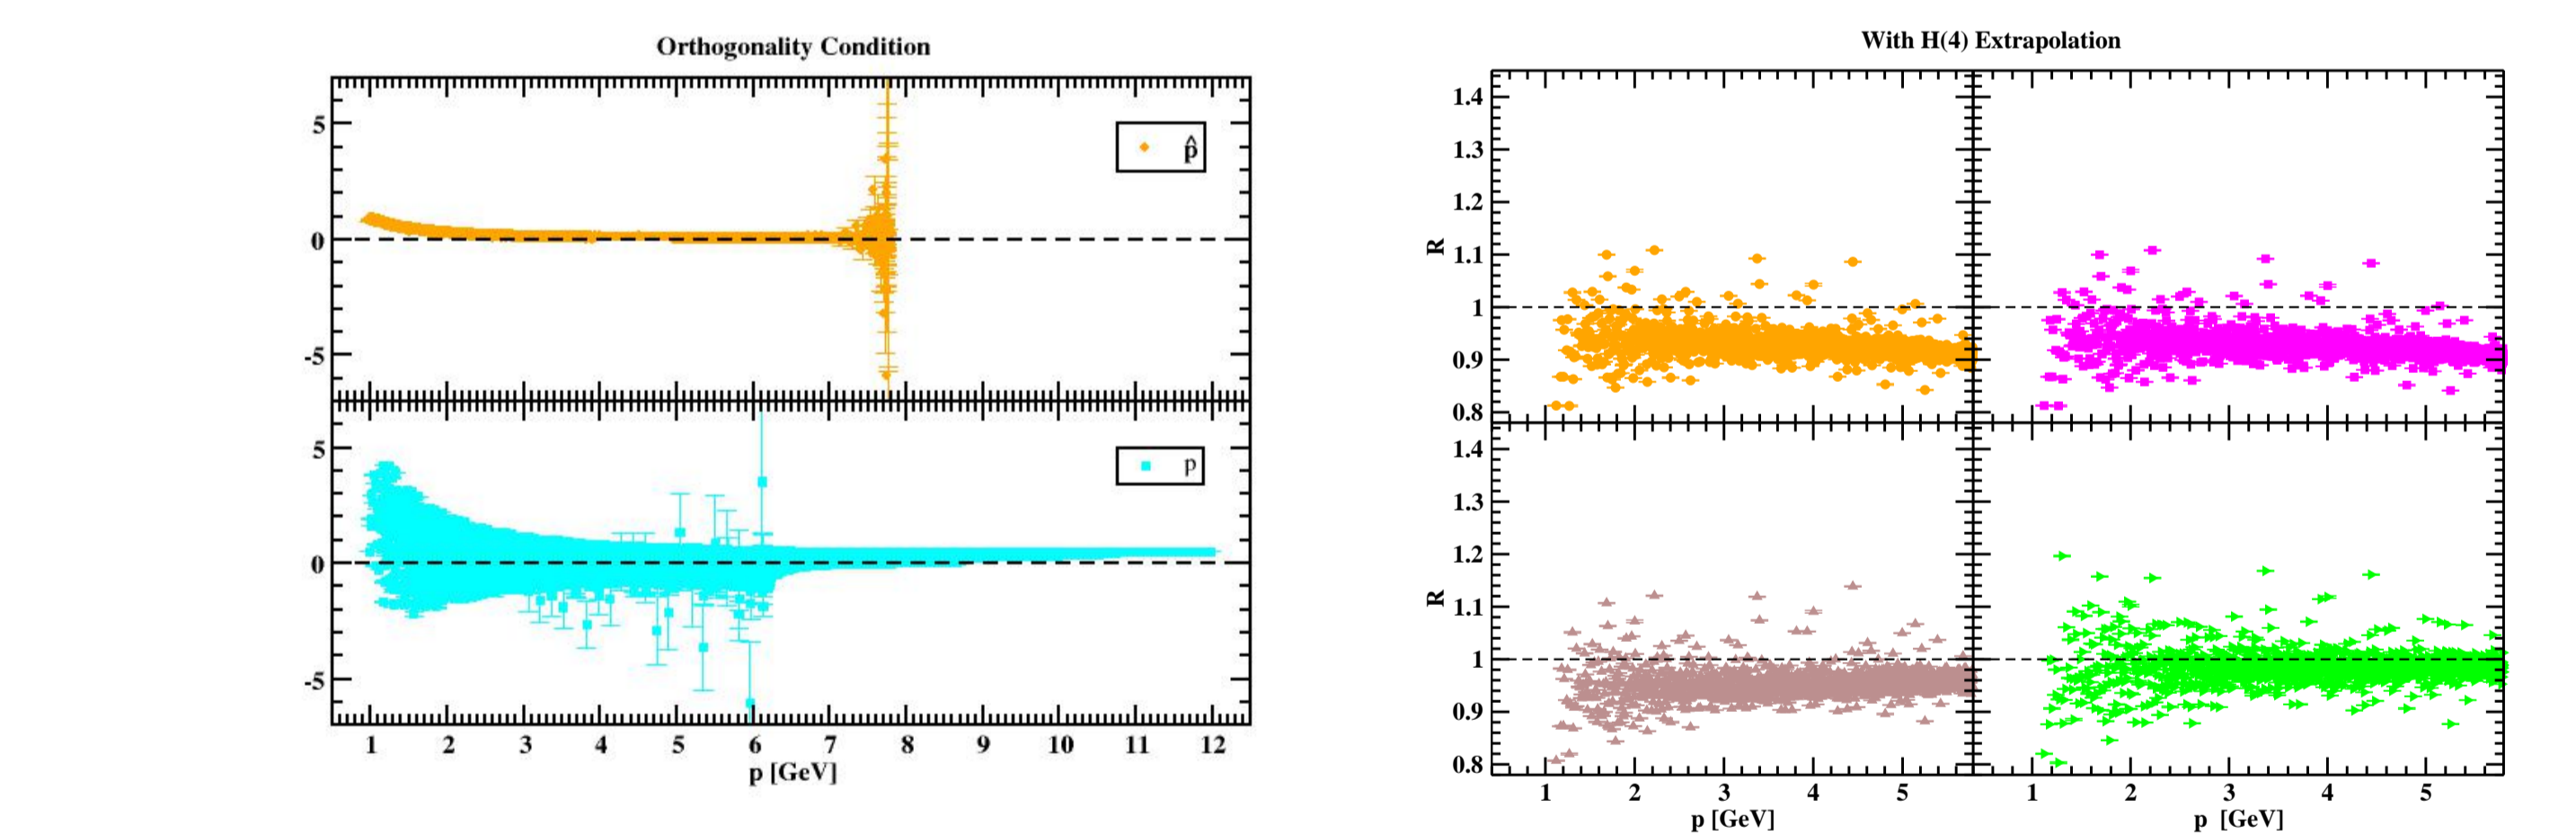 Orthogonality Condition
5
0
-5
p̂
5
0
-5
p
1 2 3 4 5 6 7 8 9 10 11 12
p [GeV]
With H(4) Extrapolation
1.4
1.3
1.2
1.1
1
0.9
0.8
R
1.4
1.3
1.2
1.1
1
0.9
0.8
R
1 2 3 4 5
p [GeV]
1 2 3 4 5
p [GeV]